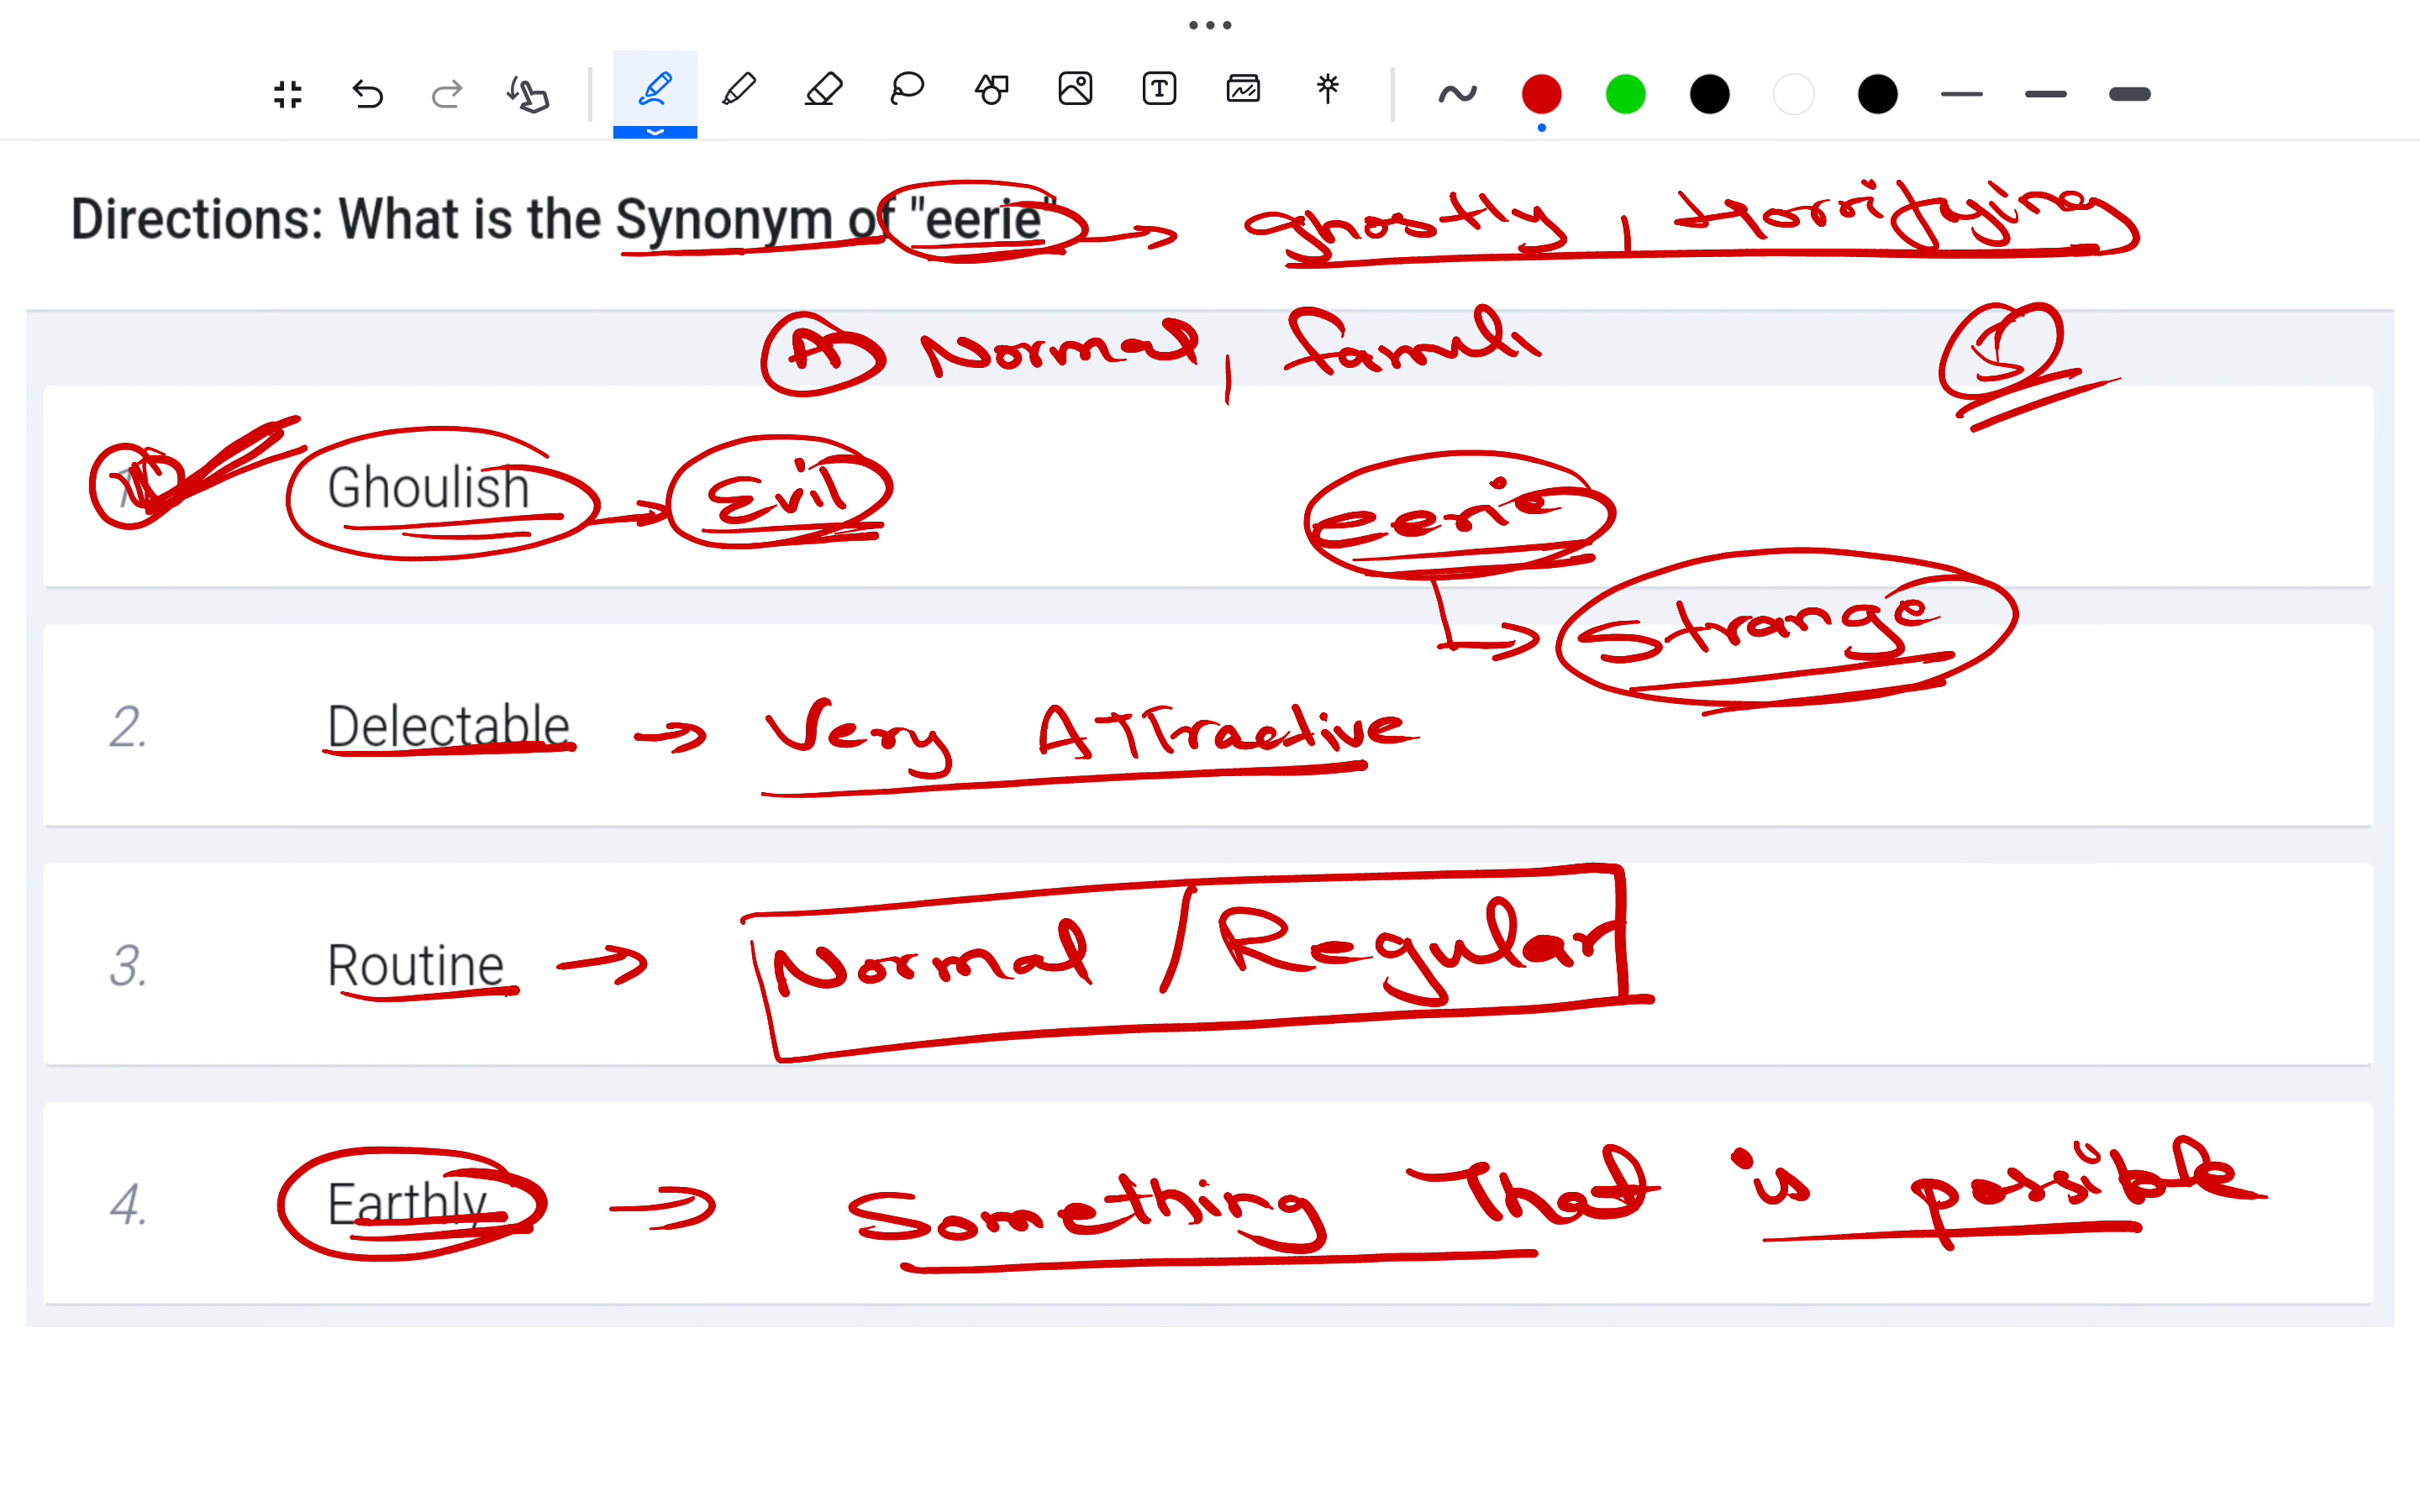 Directions: What is the Synonym of "eerie" → ghostly, Horrifying
A Normal,
1
Ghoulish → Evil
eerie
↳ Strange
2. Delectable → Very ATTractive
3. Routine → Normal / Regular
4. Earthly → Something That is possible